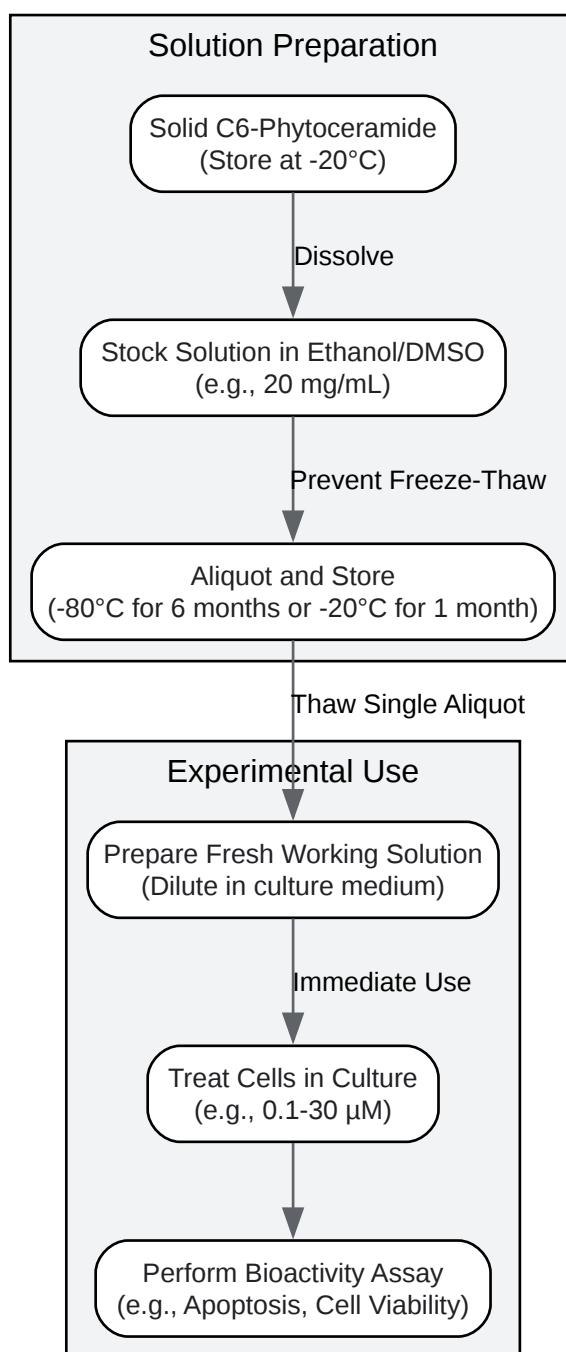 Solution Preparation
Solid C6-Phytoceramide
(Store at -20°C)
Dissolve
Stock Solution in Ethanol/DMSO
(e.g., 20 mg/mL)
Prevent Freeze-Thaw
Aliquot and Store
(-80°C for 6 months or -20°C for 1 month)
Thaw Single Aliquot
Experimental Use
Prepare Fresh Working Solution
(Dilute in culture medium)
Immediate Use
Treat Cells in Culture
(e.g., 0.1-30 µM)
Perform Bioactivity Assay
(e.g., Apoptosis, Cell Viability)